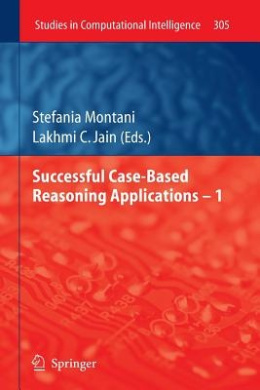 Studies in Computational Intelligence 305
Stefania Montani
Lakhmi C. Jain (Eds.)
Successful Case-Based
Reasoning Applications – 1
Springer